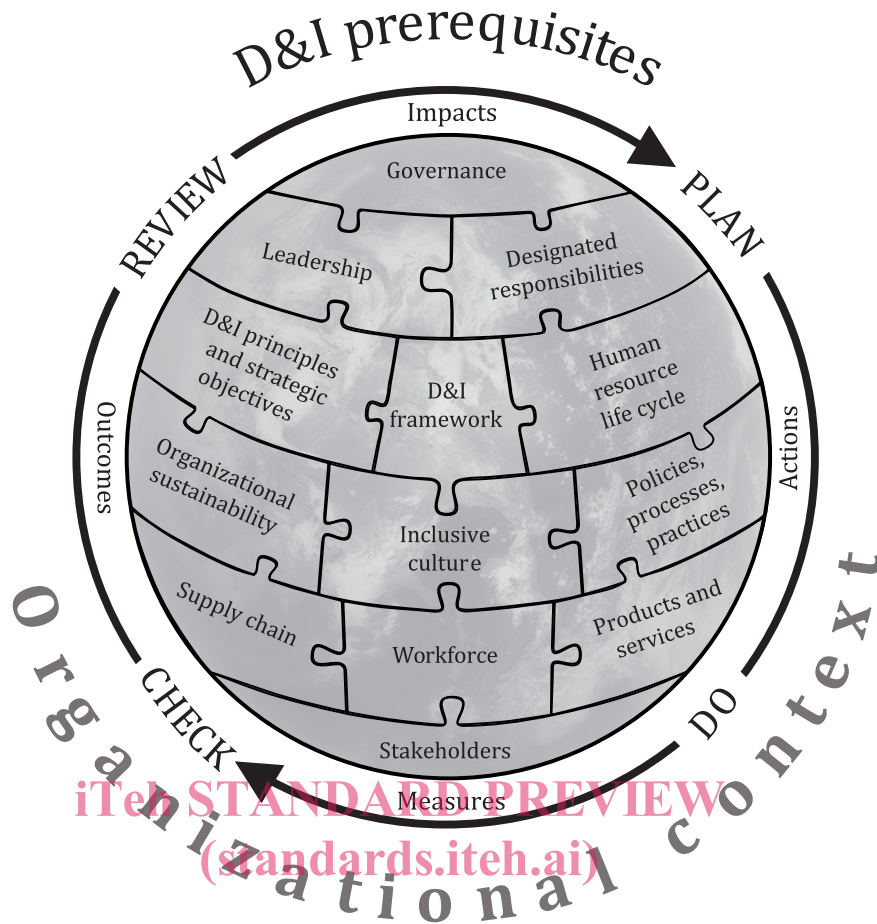 D&I prerequisites
Impacts
REVIEW
PLAN
Governance
Leadership
Designated
responsibilities
D&I principles
and strategic
objectives
D&I
framework
Human
resource
life cycle
Outcomes
Actions
Organizational
sustainability
Inclusive
culture
Policies,
processes,
practices
Supply chain
Workforce
Products and
services
CHECK
DO
Stakeholders
Measures
Organizational context
iTeh STANDARD PREVIEW
(standards.iteh.ai)